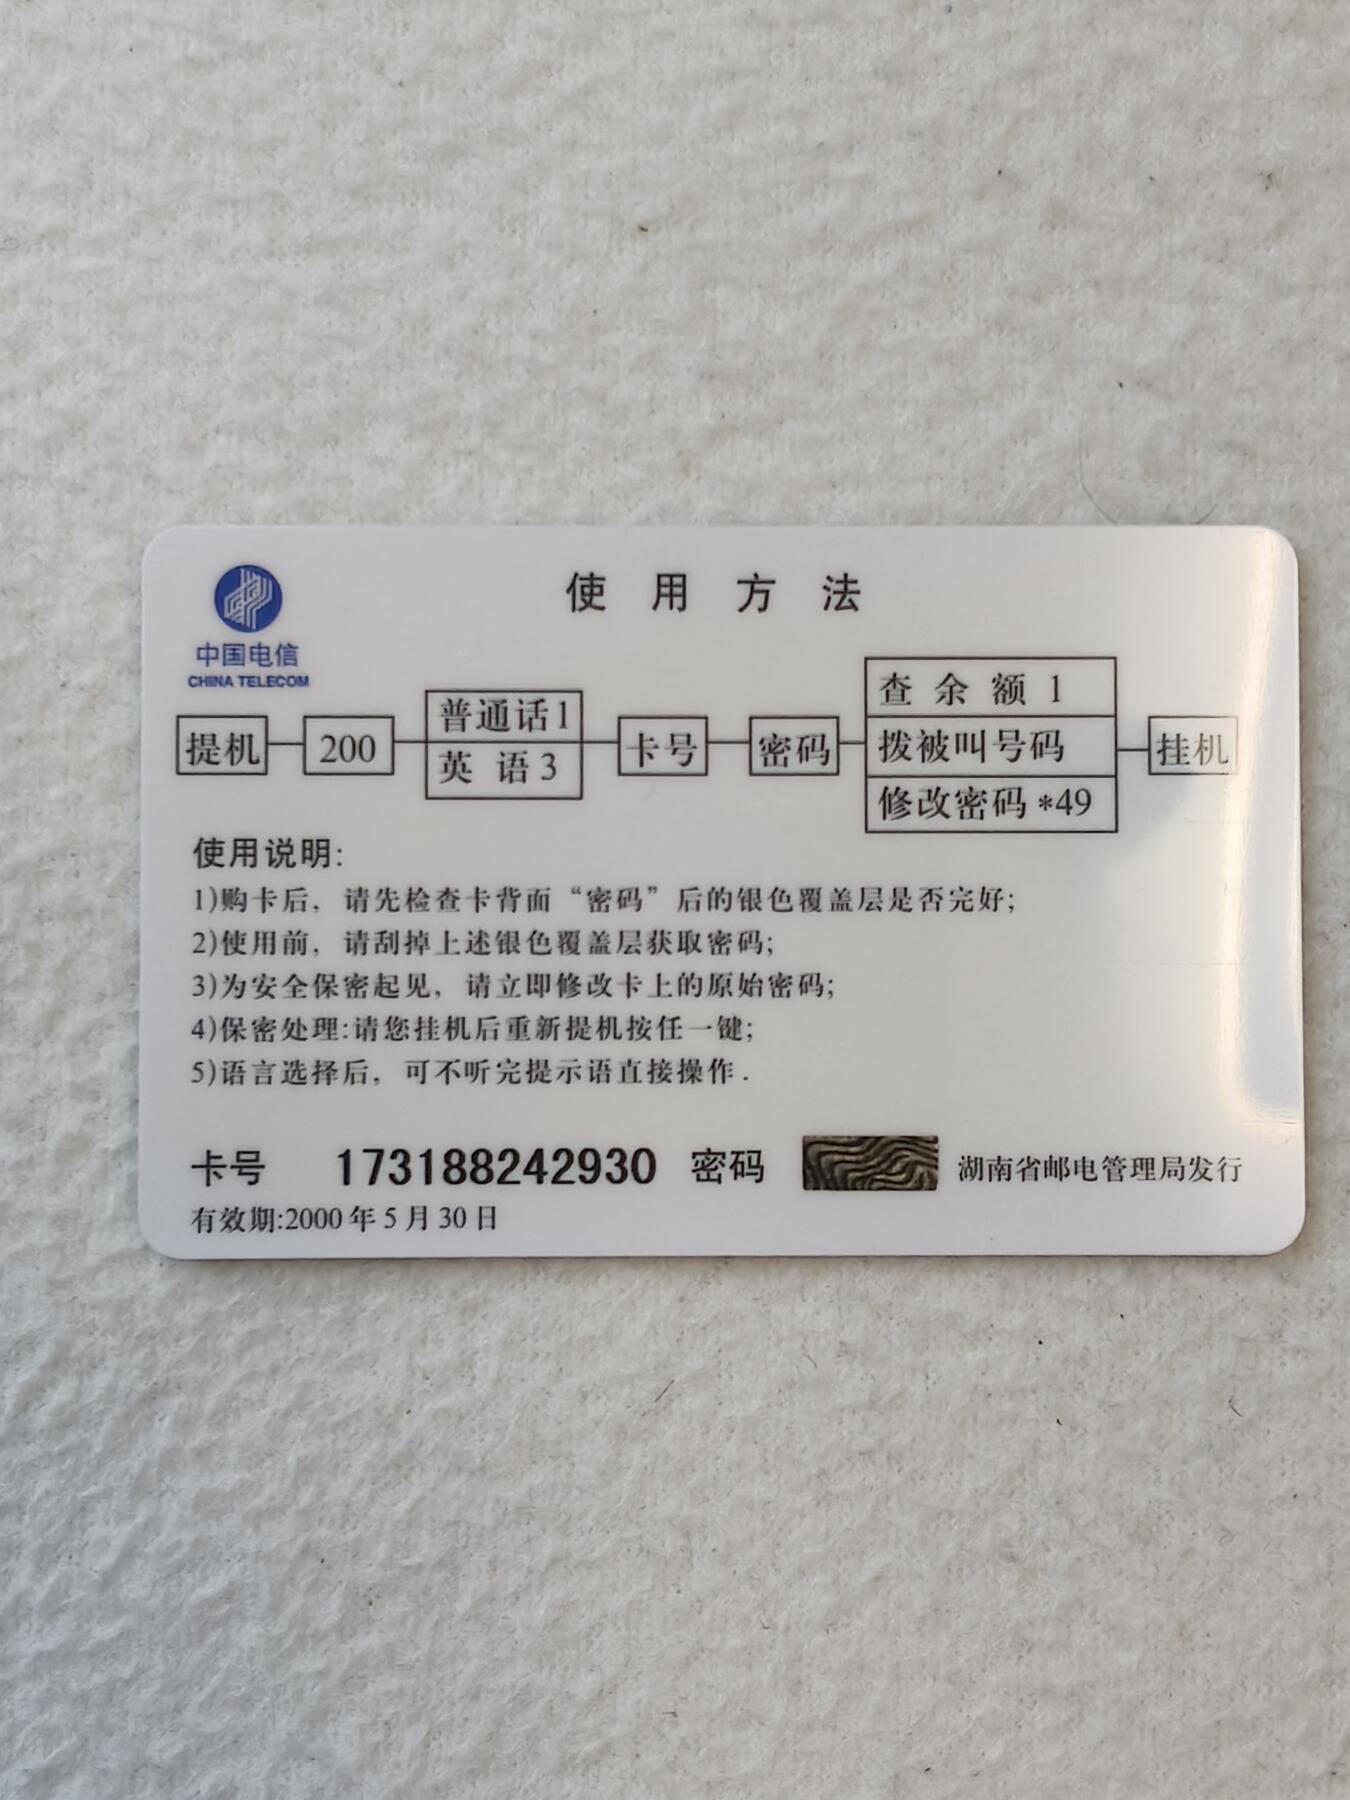 使用方法
中国电信
CHINA TELECOM
提机
200
普通话1
英语3
卡号
密码
查余额1
拨被叫号码
修改密码*49
挂机
使用说明:
1)购卡后，请先检查卡背面“密码”后的银色覆盖层是否完好;
2)使用前，请刮掉上述银色覆盖层获取密码;
3)为安全保密起见，请立即修改卡上的原始密码;
4)保密处理:请您挂机后重新提机按任一键;
5)语言选择后，可不听完提示语直接操作.
卡号 173188242930 密码 湖南省邮电管理局发行
有效期:2000年5月30日